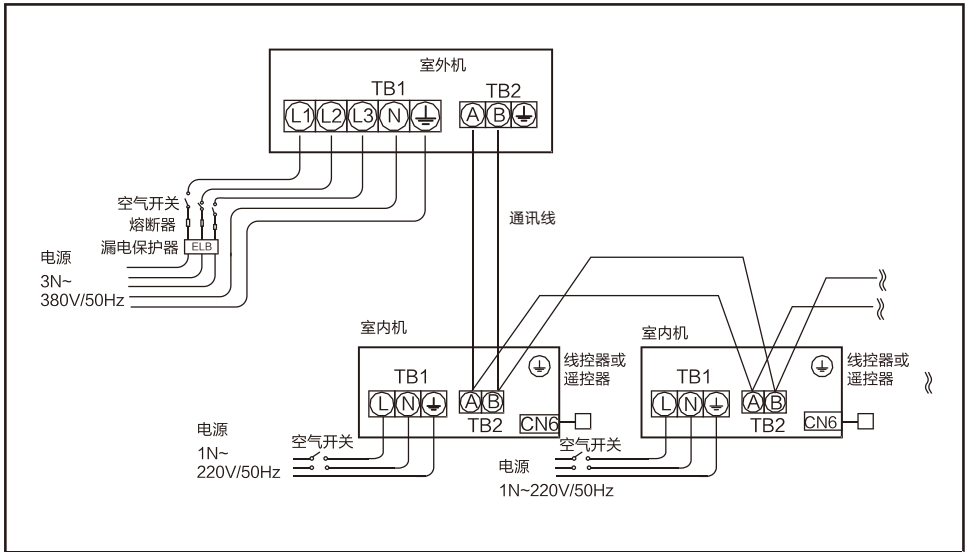 室外机
TB1
TB2
L1 L2 L3 N
A B
空气开关
熔断器
漏电保护器
ELB
电源
3N~
380V/50Hz
通讯线
室内机
线控器或
遥控器
TB1
L N
A B
TB2
CN6
电源
1N~
220V/50Hz
空气开关
室内机
线控器或
遥控器
TB1
L N
A B
TB2
CN6
空气开关
电源
1N~220V/50Hz